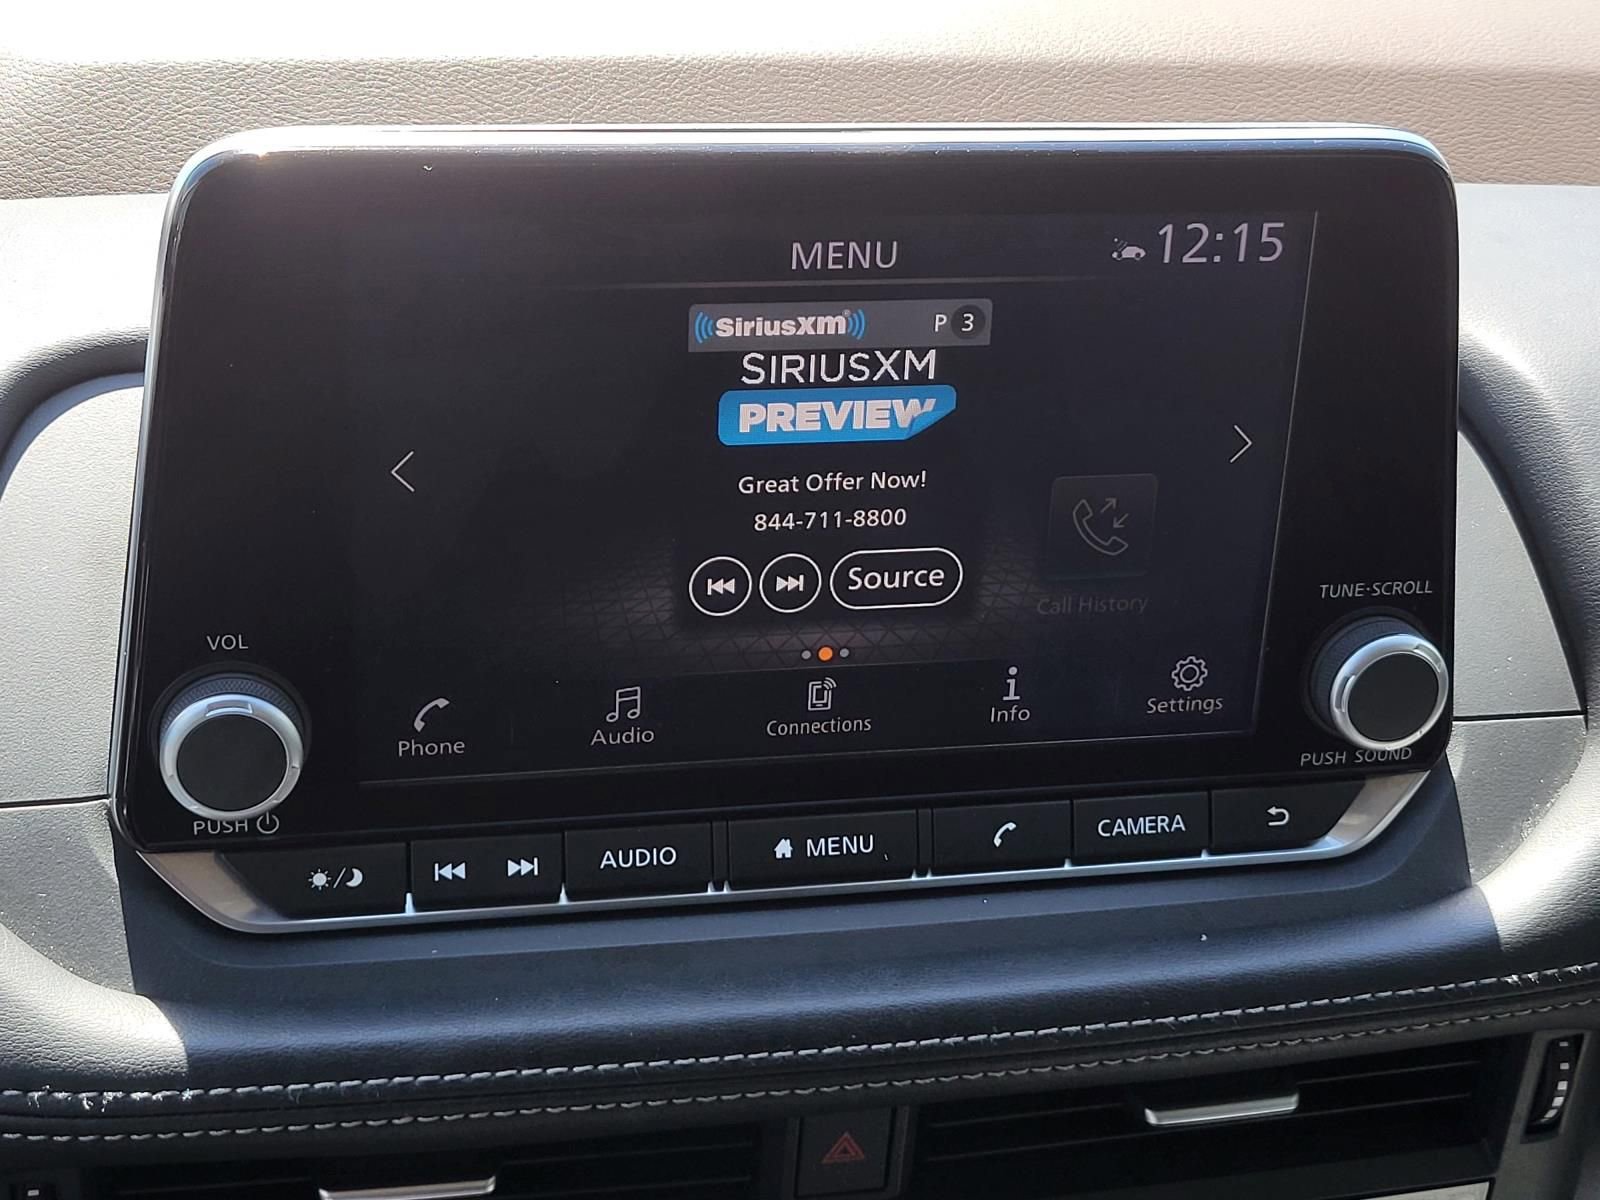 MENU
12:15
SiriusXM P 3
SIRIUSXM
PREVIEW
Great Offer Now!
844-711-8800
Source
Call History
TUNE·SCROLL
VOL
Phone
Audio
Connections
Info
Settings
PUSH
PUSH SOUND
AUDIO
MENU
CAMERA